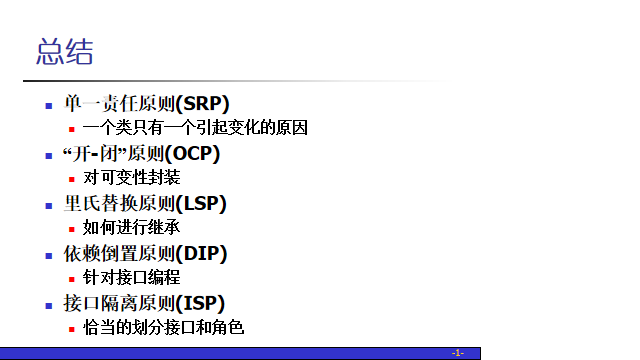 总结
单一责任原则(SRP)
一个类只有一个引起变化的原因
“开-闭”原则(OCP)
对可变性封装
里氏替换原则(LSP)
如何进行继承
依赖倒置原则(DIP)
针对接口编程
接口隔离原则(ISP)
恰当的划分接口和角色
-1-